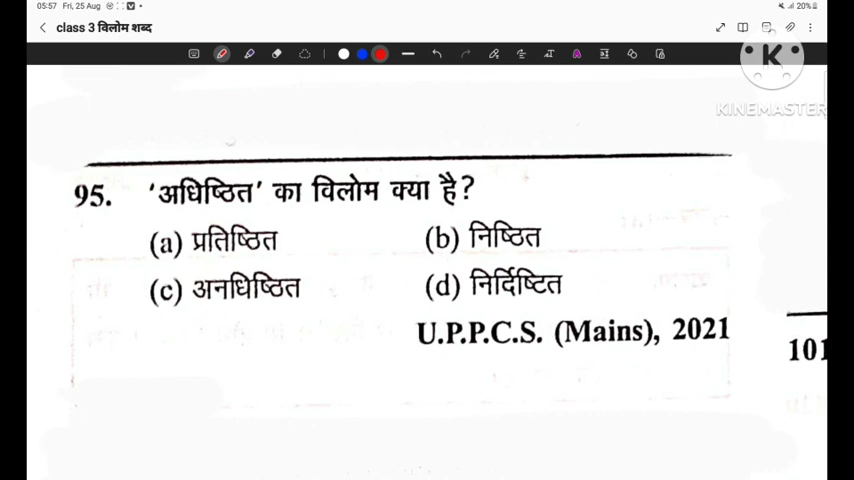 05:57 Fri, 25 Aug
20%
class 3 विलोम शब्द
K
KINEMASTER
95. 'अधिष्ठित' का विलोम क्या है?
(a) प्रतिष्ठित (b) निष्ठित
(c) अनधिष्ठित (d) निर्दिष्टित
U.P.P.C.S. (Mains), 2021
101